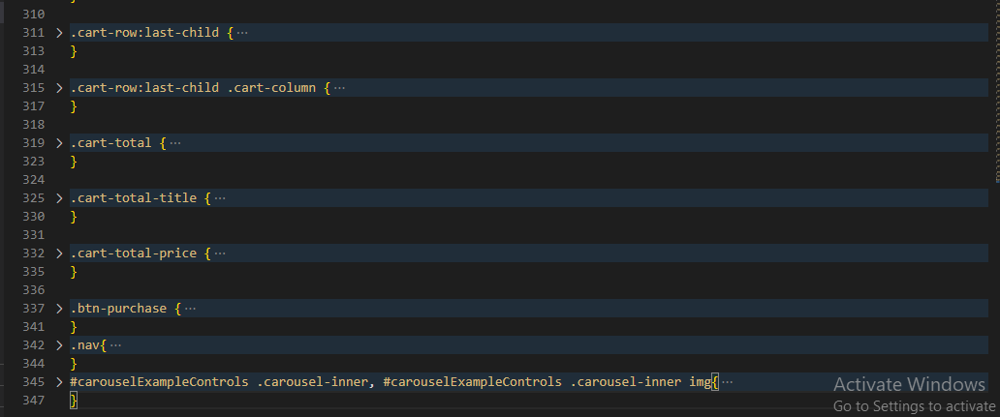 310
311 > .cart-row:last-child { ···
313 }
314
315 > .cart-row:last-child .cart-column { ···
317 }
318
319 > .cart-total { ···
323 }
324
325 > .cart-total-title { ···
330 }
331
332 > .cart-total-price { ···
335 }
336
337 > .btn-purchase { ···
341 }
342 > .nav{ ···
344 }
345 > #carouselExampleControls .carousel-inner, #carouselExampleControls .carousel-inner img{ ···
347 }
Activate Windows
Go to Settings to activate